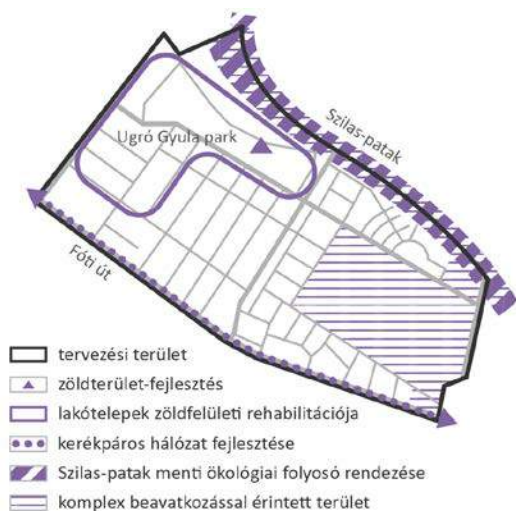 Szilas-patak
Ugró Gyula park
Fóti út
tervezési terület
zöldterület-fejlesztés
lakótelepek zöldfelületi rehabilitációja
kerékpáros hálózat fejlesztése
Szilas-patak menti ökológiai folyosó rendezése
komplex beavatkozással érintett terület